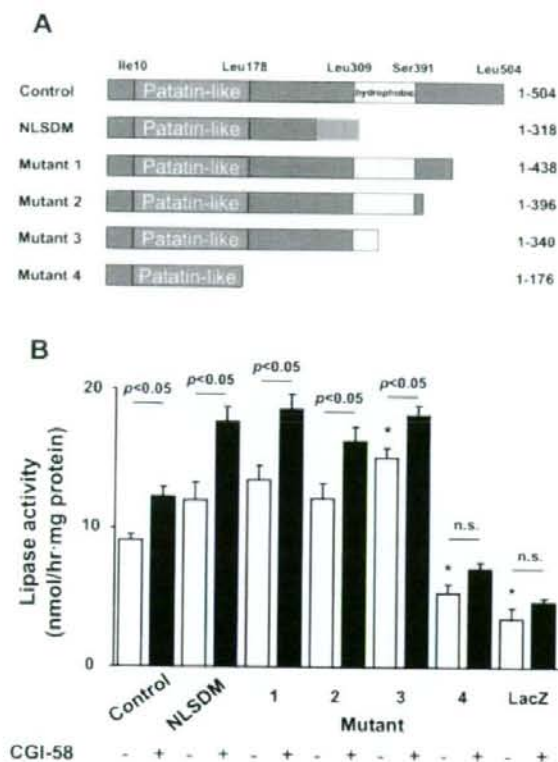 A
Ile10 Leu178 Leu309 Ser391 Leu504
Control Patatin-like hydrophobic 1-504
NLSDM Patatin-like 1-318
Mutant 1 Patatin-like 1-438
Mutant 2 Patatin-like 1-396
Mutant 3 Patatin-like 1-340
Mutant 4 Patatin-like 1-176
B
Lipase activity
(nmol/hr·mg protein)
20
10
0
p<0.05 p<0.05 p<0.05 p<0.05 p<0.05 n.s. n.s.
* * *
Control NLSDM 1 2 3 4 LacZ
Mutant
CGI-58 - + - + - + - + - + - + - +